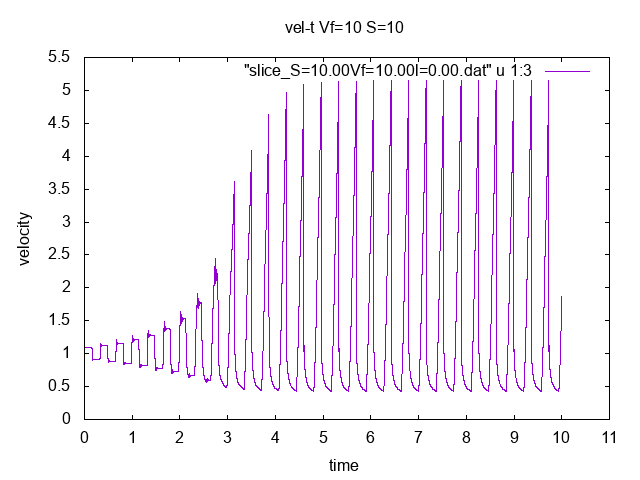 vel-t Vf=10 S=10
"slice_S=10.00Vf=10.00I=0.00.dat" u 1:3
5.5
5
4.5
4
3.5
3
2.5
2
1.5
1
0.5
0
velocity
0 1 2 3 4 5 6 7 8 9 10 11
time